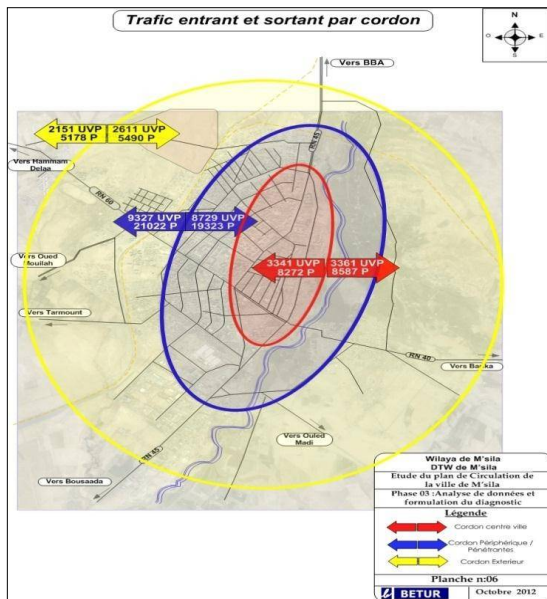 Trafic entrant et sortant par cordon
N
O
E
S
Vers BBA
2151 UVP
5178 P
2611 UVP
5490 P
Vers Hammam
Delaa
RN 45
RN 60
9327 UVP
21022 P
8729 UVP
19323 P
3341 UVP
8272 P
3361 UVP
8587 P
Vers Oued
Mouilah
Vers Tarmount
RN 40
Vers Barika
Vers Ouled
Madi
RN 45
Vers Bousaada
Wilaya de M'sila
DTW de M'sila
Etude du plan de Circulation de
la ville de M'sila
Phase 03 :Analyse de données et
formulation du diagnostic
Légende
Cordon centre ville
Cordon Périphérique /
Pénétrantes
Cordon Exterieur
Planche n:06
BETUR
Octobre 2012